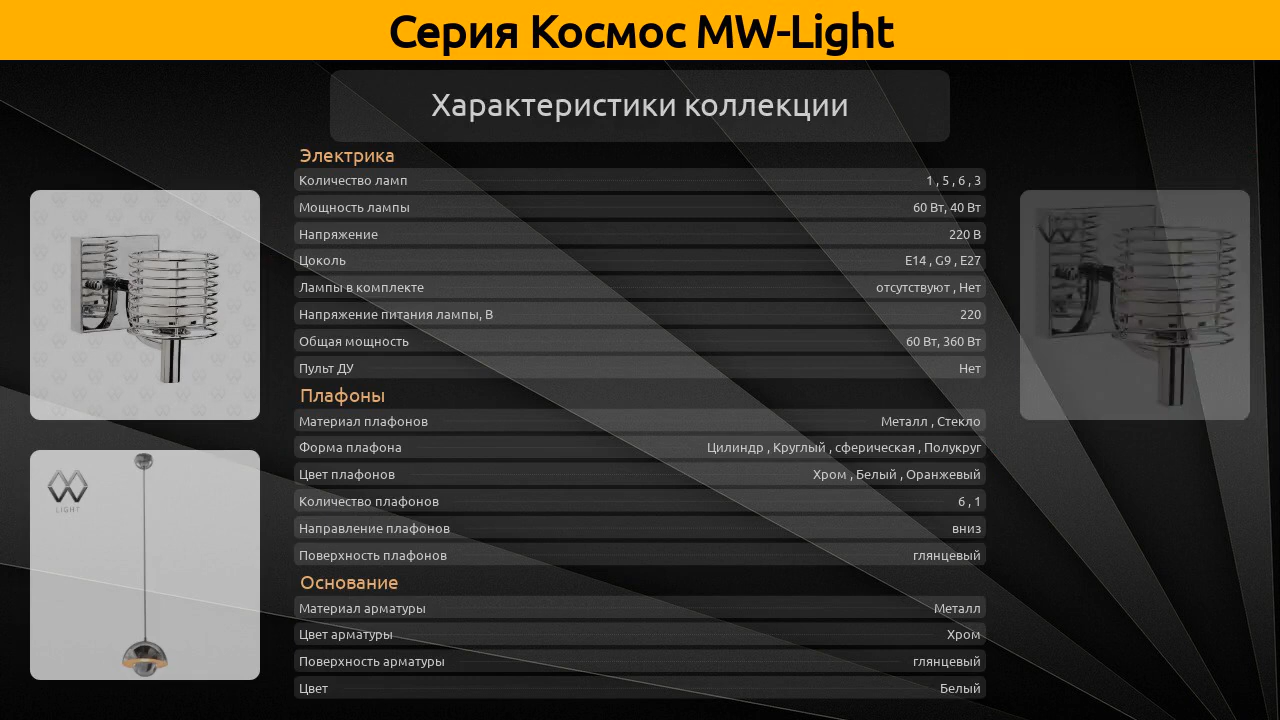 Серия Космос MW-Light
Характеристики коллекции
Электрика
Количество ламп 1 , 5 , 6 , 3
Мощность лампы 60 Вт, 40 Вт
Напряжение 220 В
Цоколь E14 , G9 , E27
Лампы в комплекте отсутствуют , Нет
Напряжение питания лампы, В 220
Общая мощность 60 Вт, 360 Вт
Пульт ДУ Нет
Плафоны
Материал плафонов Металл , Стекло
Форма плафона Цилиндр , Круглый , сферическая , Полукруг
Цвет плафонов Хром , Белый , Оранжевый
Количество плафонов 6 , 1
Направление плафонов вниз
Поверхность плафонов глянцевый
Основание
Материал арматуры Металл
Цвет арматуры Хром
Поверхность арматуры глянцевый
Цвет Белый
LIGHT